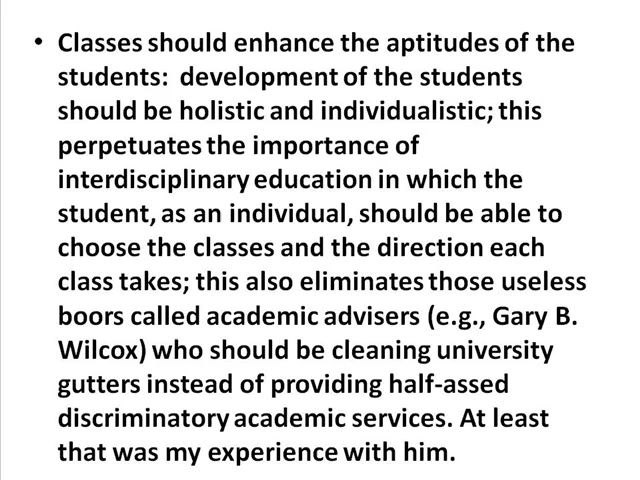 • Classes should enhance the aptitudes of the
students:  development of the students
should be holistic and individualistic; this
perpetuates the importance of
interdisciplinary education in which the
student, as an individual, should be able to
choose the classes and the direction each
class takes; this also eliminates those useless
boors called academic advisers (e.g., Gary B.
Wilcox) who should be cleaning university
gutters instead of providing half-assed
discriminatory academic services. At least
that was my experience with him.